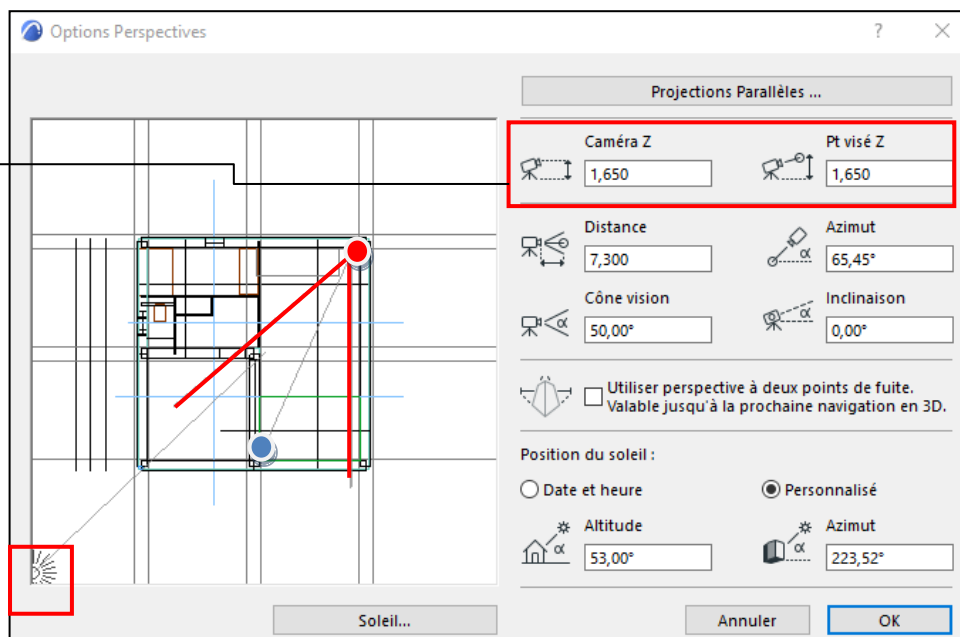 Options Perspectives
?
Projections Parallèles ...
Caméra Z
Pt visé Z
1,650
1,650
Distance
Azimut
7,300
α
65,45°
Cône vision
Inclinaison
α
50,00°
α
0,00°
Utiliser perspective à deux points de fuite.
Valable jusqu'à la prochaine navigation en 3D.
Position du soleil :
Date et heure
Personnalisé
Altitude
Azimut
α
53,00°
α
223,52°
Soleil...
Annuler
OK